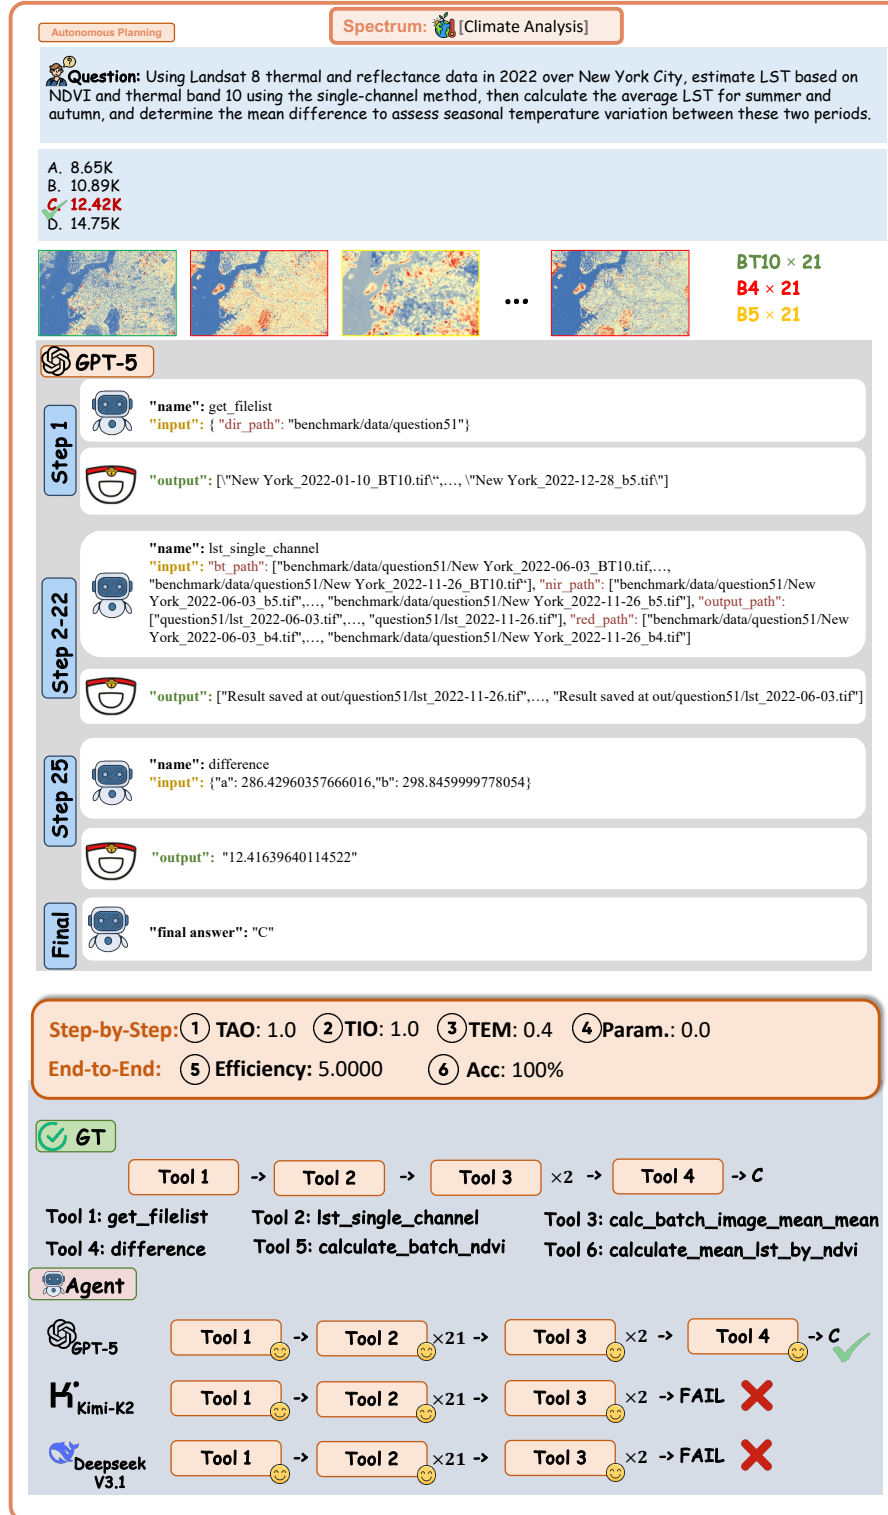 Autonomous Planning
Spectrum: [Climate Analysis]
Question: Using Landsat 8 thermal and reflectance data in 2022 over New York City, estimate LST based on
NDVI and thermal band 10 using the single-channel method, then calculate the average LST for summer and
autumn, and determine the mean difference to assess seasonal temperature variation between these two periods.
A. 8.65K
B. 10.89K
C. 12.42K
D. 14.75K
...
BT10 × 21
B4 × 21
B5 × 21
GPT-5
Step 1
"name": get_filelist
"input": { "dir_path": "benchmark/data/question51"}
"output": [\"New York_2022-01-10_BT10.tif\“,…, \"New York_2022-12-28_b5.tif\"]
Step 2-22
"name": lst_single_channel
"input": "bt_path": ["benchmark/data/question51/New York_2022-06-03_BT10.tif,…,
"benchmark/data/question51/New York_2022-11-26_BT10.tif“], "nir_path": ["benchmark/data/question51/New
York_2022-06-03_b5.tif",…, "benchmark/data/question51/New York_2022-11-26_b5.tif"], "output_path":
["question51/lst_2022-06-03.tif",…, "question51/lst_2022-11-26.tif"], "red_path": ["benchmark/data/question51/New
York_2022-06-03_b4.tif",…, "benchmark/data/question51/New York_2022-11-26_b4.tif"]
"output": ["Result saved at out/question51/lst_2022-11-26.tif",…, "Result saved at out/question51/lst_2022-06-03.tif"]
Step 25
"name": difference
"input": {"a": 286.42960357666016,"b": 298.8459999778054}
"output": "12.41639640114522"
Final
"final answer": "C"
Step-by-Step: 1 TAO: 1.0 2 TIO: 1.0 3 TEM: 0.4 4 Param.: 0.0
End-to-End: 5 Efficiency: 5.0000 6 Acc: 100%
GT
Tool 1 -> Tool 2 -> Tool 3 ×2 -> Tool 4 -> C
Tool 1: get_filelist Tool 2: lst_single_channel Tool 3: calc_batch_image_mean_mean
Tool 4: difference Tool 5: calculate_batch_ndvi Tool 6: calculate_mean_lst_by_ndvi
Agent
GPT-5 Tool 1 -> Tool 2 ×21 -> Tool 3 ×2 -> Tool 4 -> C
Kimi-K2 Tool 1 -> Tool 2 ×21 -> Tool 3 ×2 -> FAIL
Deepseek V3.1 Tool 1 -> Tool 2 ×21 -> Tool 3 ×2 -> FAIL